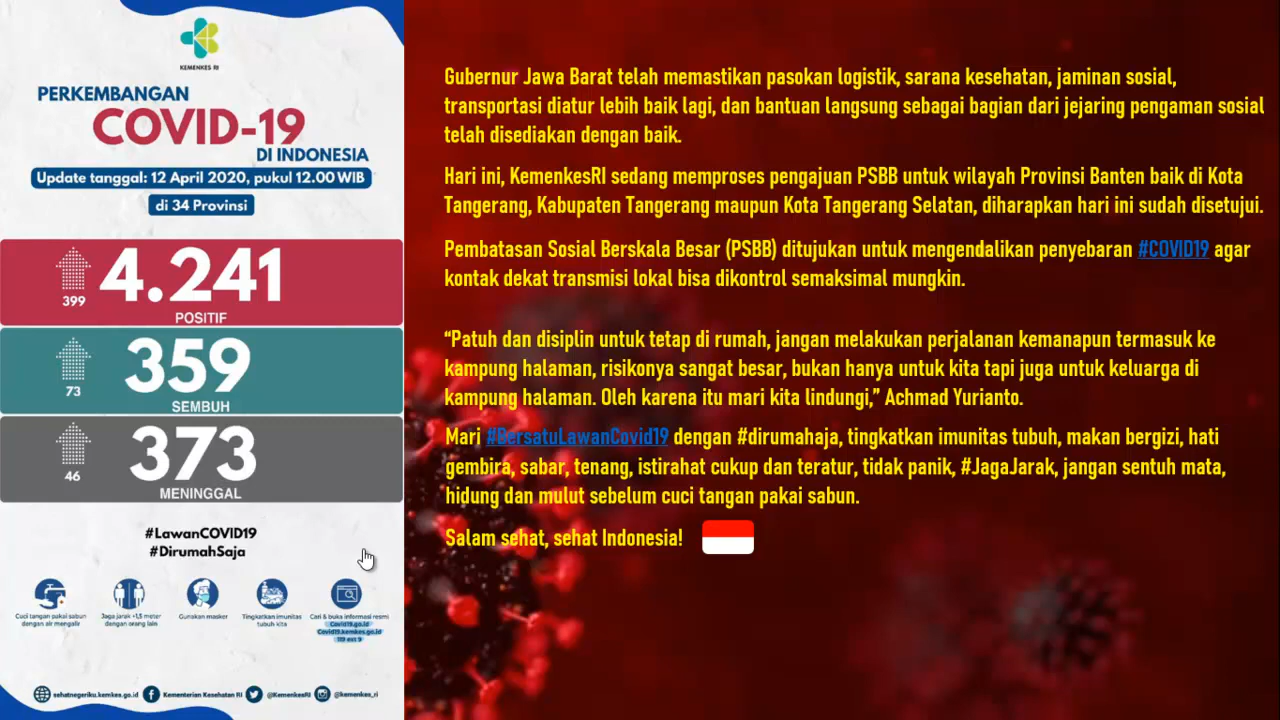 KEMENKES RI
PERKEMBANGAN
COVID-19
DI INDONESIA
Update tanggal: 12 April 2020, pukul 12.00 WIB
di 34 Provinsi
399
4.241
POSITIF
73
359
SEMBUH
46
373
MENINGGAL
#LawanCOVID19
#DirumahSaja
Cuci tangan pakai sabun
dengan air mengalir
Jaga jarak +1,5 meter
dengan orang lain
Gunakan masker
Tingkatkan imunitas
tubuh kita
Cari & buka informasi resmi
Covid19.go.id
Covid19.kemkes.go.id
119 ext 9
sehatnegeriku.kemkes.go.id
Kementerian Kesehatan RI
@KemenkesRI
@kemenkes_ri
Gubernur Jawa Barat telah memastikan pasokan logistik, sarana kesehatan, jaminan sosial,
transportasi diatur lebih baik lagi, dan bantuan langsung sebagai bagian dari jejaring pengaman sosial
telah disediakan dengan baik.
Hari ini, KemenkesRI sedang memproses pengajuan PSBB untuk wilayah Provinsi Banten baik di Kota
Tangerang, Kabupaten Tangerang maupun Kota Tangerang Selatan, diharapkan hari ini sudah disetujui.
Pembatasan Sosial Berskala Besar (PSBB) ditujukan untuk mengendalikan penyebaran #COVID19 agar
kontak dekat transmisi lokal bisa dikontrol semaksimal mungkin.
“Patuh dan disiplin untuk tetap di rumah, jangan melakukan perjalanan kemanapun termasuk ke
kampung halaman, risikonya sangat besar, bukan hanya untuk kita tapi juga untuk keluarga di
kampung halaman. Oleh karena itu mari kita lindungi,” Achmad Yurianto.
Mari #BersatuLawanCovid19 dengan #dirumahaja, tingkatkan imunitas tubuh, makan bergizi, hati
gembira, sabar, tenang, istirahat cukup dan teratur, tidak panik, #JagaJarak, jangan sentuh mata,
hidung dan mulut sebelum cuci tangan pakai sabun.
Salam sehat, sehat Indonesia!